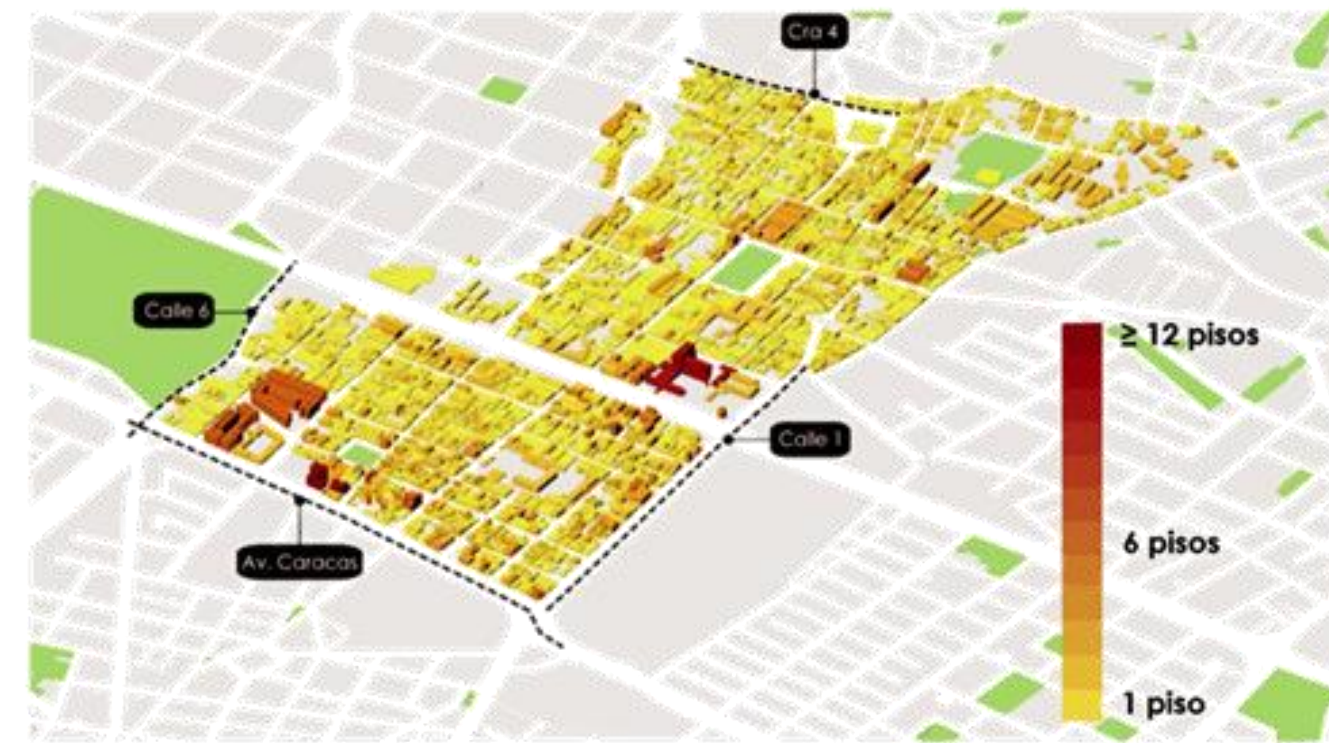 Cra 4
Calle 6
≥ 12 pisos
Calle 1
6 pisos
Av. Caracas
1 piso